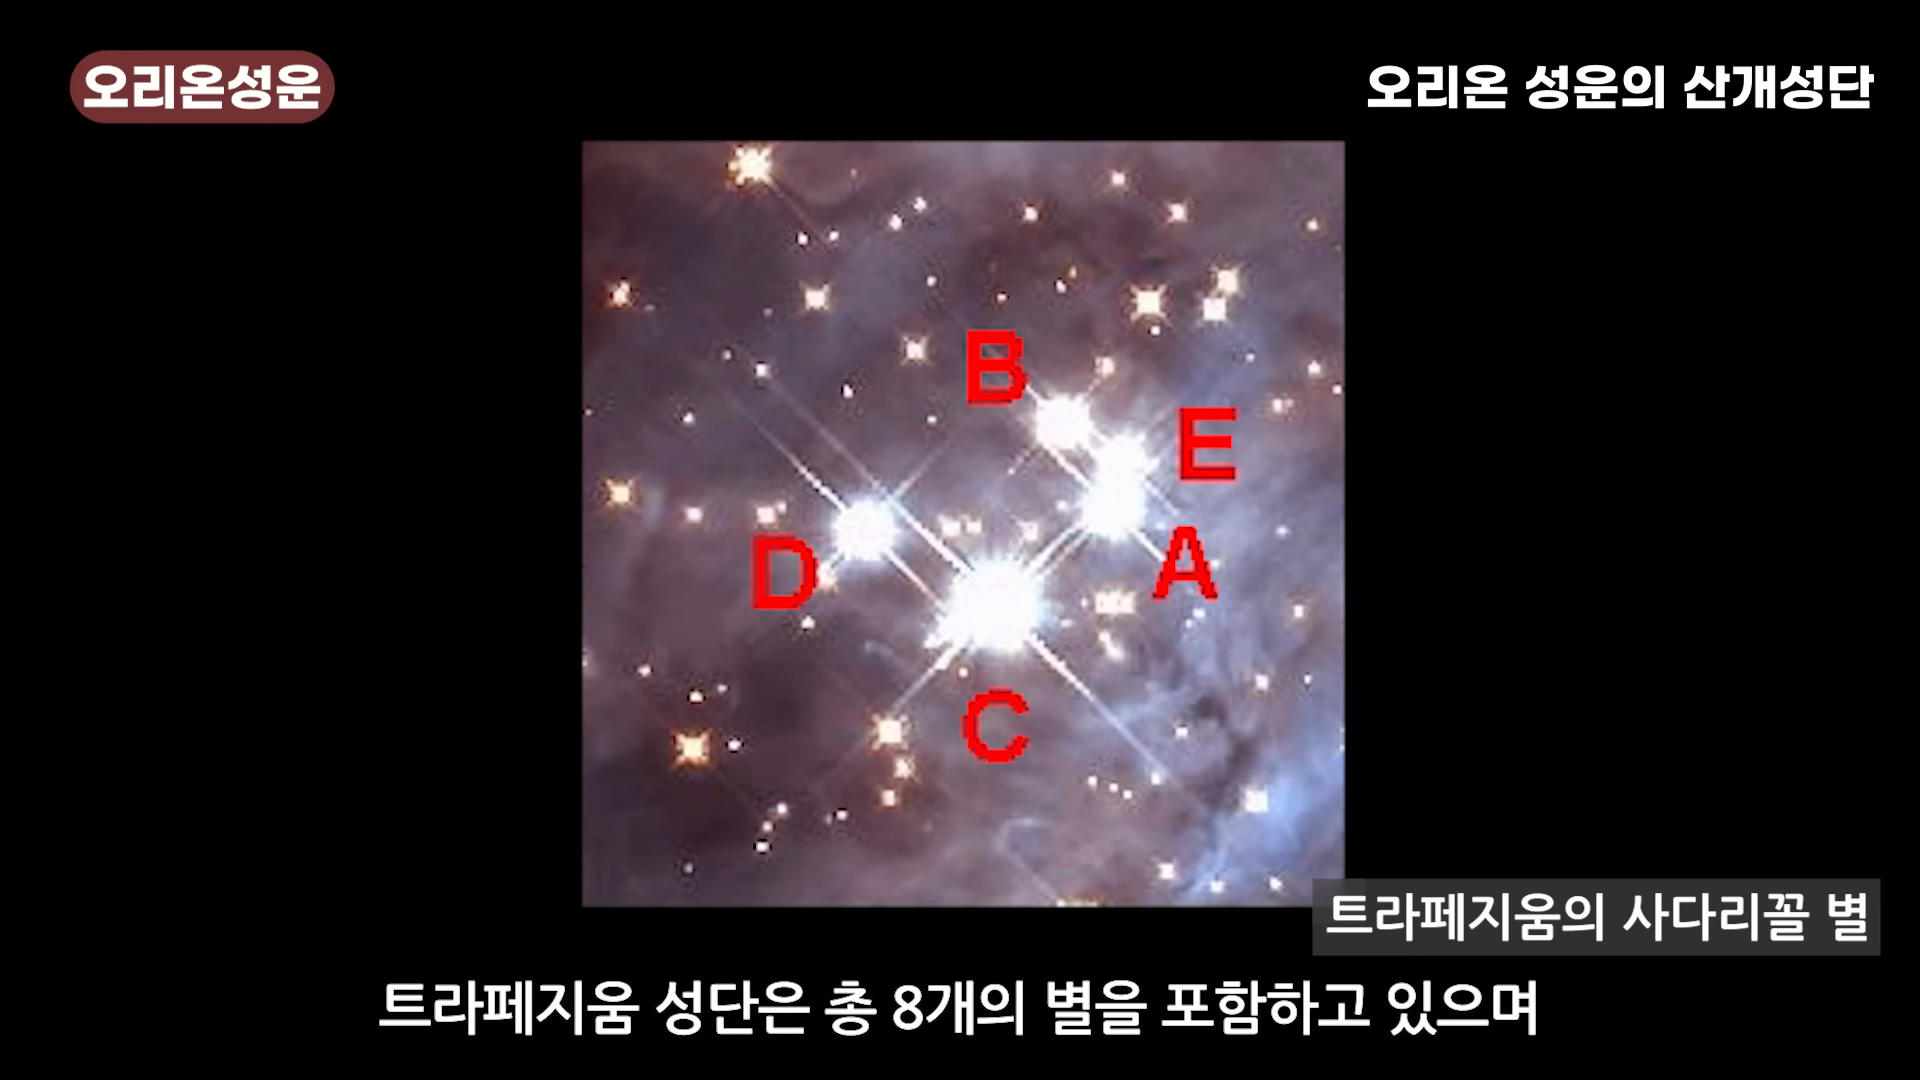 오리온성운
오리온 성운의 산개성단
B
E
D
A
C
트라페지움의 사다리꼴 별
트라페지움 성단은 총 8개의 별을 포함하고 있으며